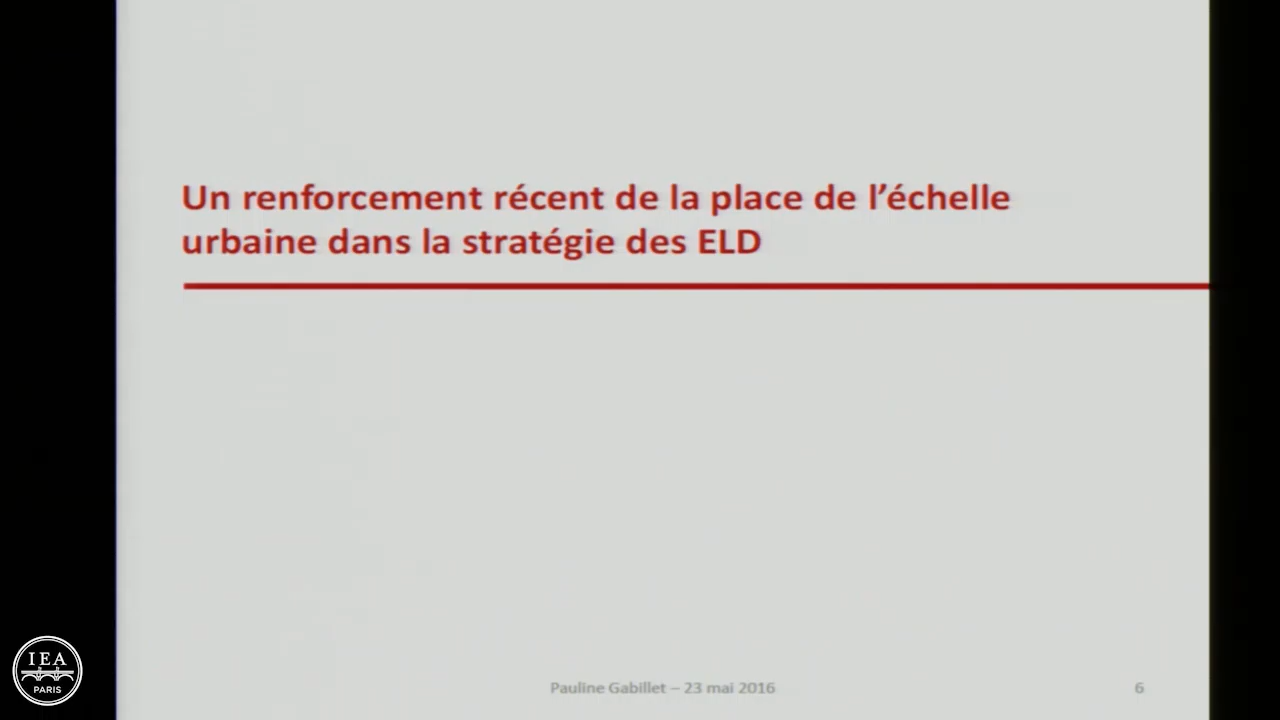 Un renforcement récent de la place de l’échelle
urbaine dans la stratégie des ELD
Pauline Gabillet – 23 mai 2016
6
IEA
PARIS